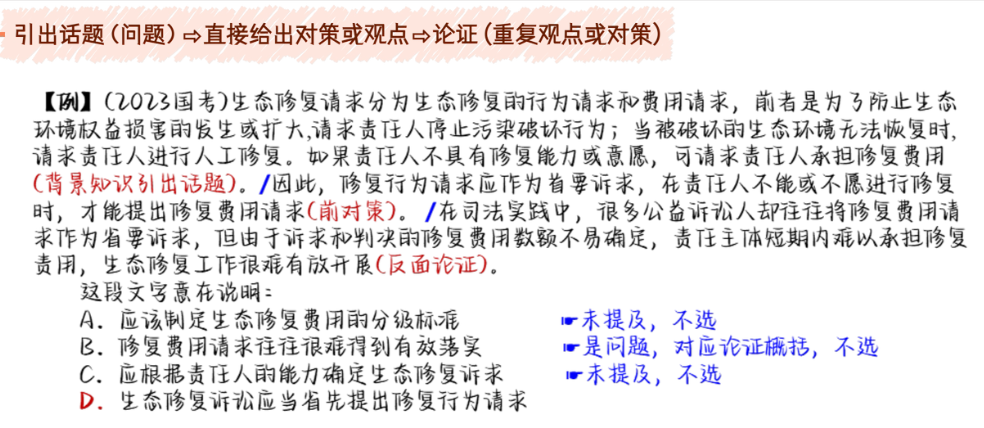 引出话题(问题)⇨直接给出对策或观点⇨论证(重复观点或对策)
【例】(2023国考)生态修复请求分为生态修复的行为请求和费用请求，前者是为了防止生态
环境权益损害的发生或扩大,请求责任人停止污染破坏行为；当被破坏的生态环境无法恢复时,
请求责任人进行人工修复。如果责任人不具有修复能力或意愿，可请求责任人承担修复费用
(背景知识引出话题)。/因此，修复行为请求应作为首要诉求，在责任人不能或不愿进行修复
时，才能提出修复费用请求(前对策)。/在司法实践中，很多公益诉讼人却往往将修复费用请
求作为首要诉求，但由于诉求和判决的修复费用数额不易确定，责任主体短期内难以承担修复
责用，生态修复工作很难有效开展(反面论证)。
这段文字意在说明：
A. 应该制定生态修复费用的分级标准 ☛未提及，不选
B. 修复费用请求往往很难得到有效落实 ☛是问题，对应论证概括，不选
C. 应根据责任人的能力确定生态修复诉求 ☛未提及，不选
D. 生态修复诉讼应当首先提出修复行为请求